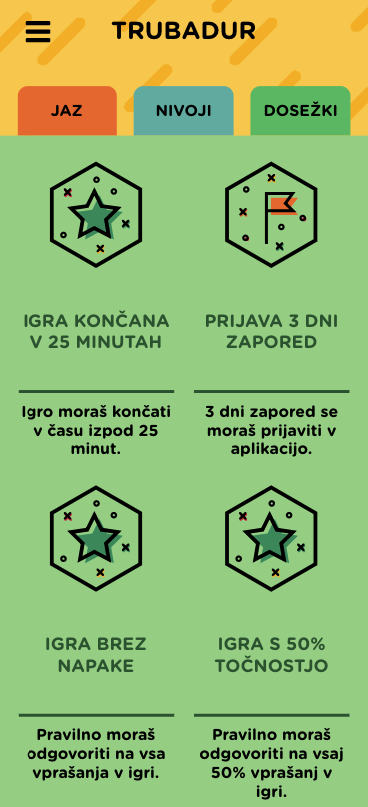 TRUBADUR
JAZ
NIVOJI
DOSEŽKI
IGRA KONČANA
V 25 MINUTAH
Igro moraš končati
v času izpod 25
minut.
PRIJAVA 3 DNI
ZAPORED
3 dni zapored se
moraš prijaviti v
aplikacijo.
IGRA BREZ
NAPAKE
Pravilno moraš
odgovoriti na vsa
vprašanja v igri.
IGRA S 50%
TOČNOSTJO
Pravilno moraš
odgovoriti na vsaj
50% vprašanj v
igri.